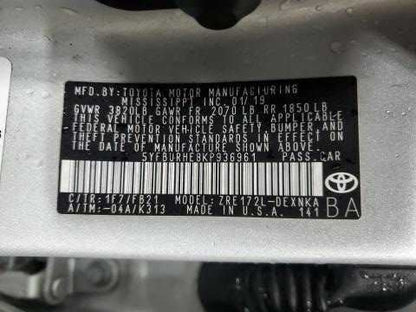 MFD.BY:TOYOTA MOTOR MANUFACTURING
MISSISSIPPI INC. 01/19
GVWR 3820LB GAWR FR 2070 LB RR 1850 LB
THIS VEHICLE CONFORMS TO ALL APPLICABLE
FEDERAL MOTOR VEHICLE SAFETY, BUMPER, AND
THEFT PREVENTION STANDARDS IN EFFECT ON
THE DATE OF MANUFACTURE SHOWN ABOVE.
5YFBURHE8KP936961 PASS.CAR
C/TR:1F7/FB21 MODEL:ZRE172L-DEXNKA
A/TM:-04A/K313 MADE IN U.S.A. 141
TOYOTA
BA